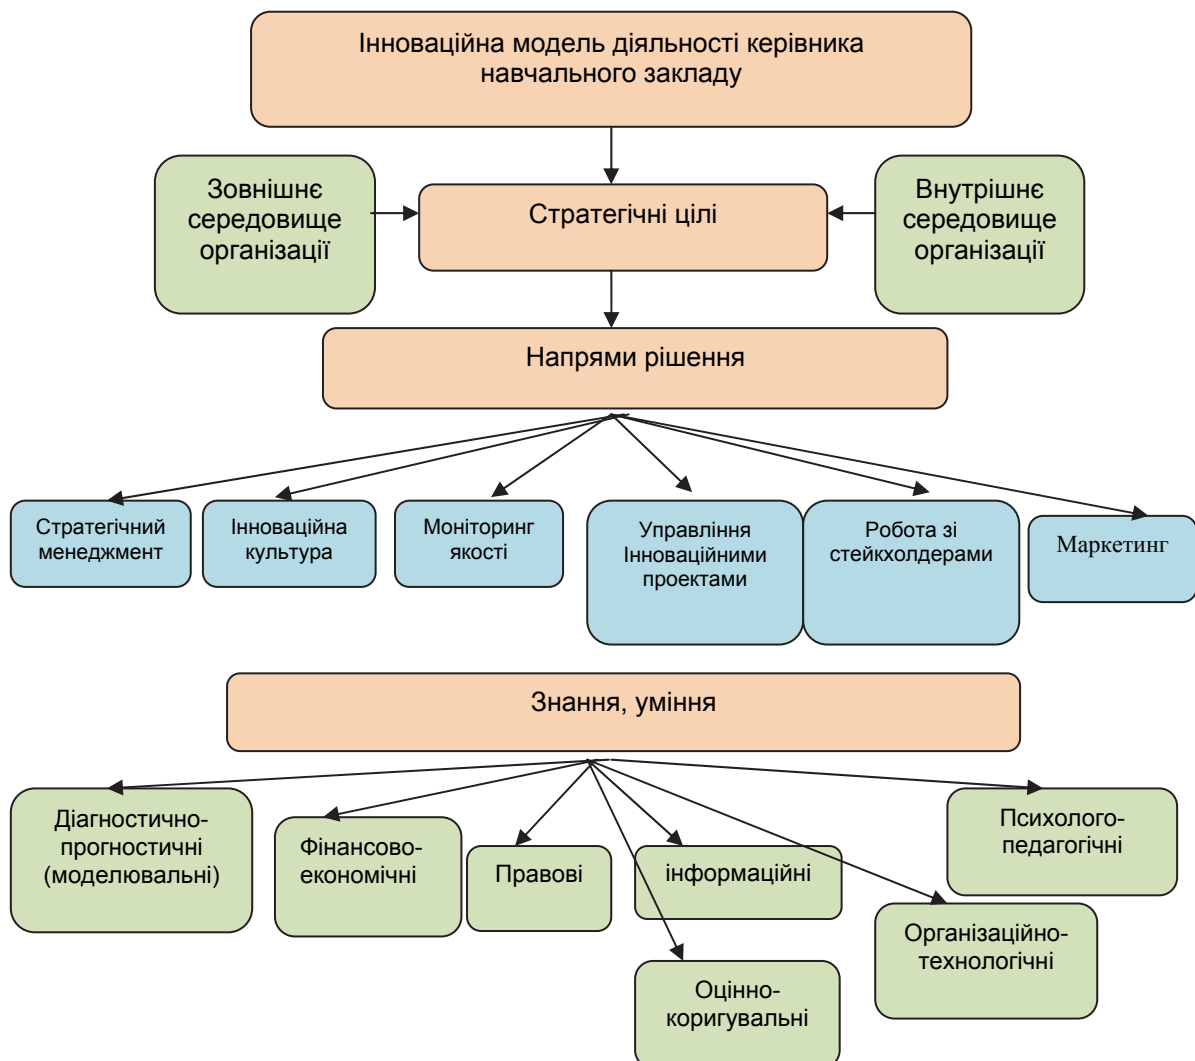 Інноваційна модель діяльності керівника
навчального закладу
Зовнішнє
середовище
організації
Стратегічні цілі
Внутрішнє
середовище
організації
Напрями рішення
Стратегічний
менеджмент
Інноваційна
культура
Моніторинг
якості
Управління
Інноваційними
проектами
Робота зі
стейкхолдерами
Маркетинг
Знання, уміння
Діагностично-
прогностичні
(моделювальні)
Фінансово-
економічні
Правові
інформаційні
Психолого-
педагогічні
Оцінно-
коригувальні
Організаційно-
технологічні